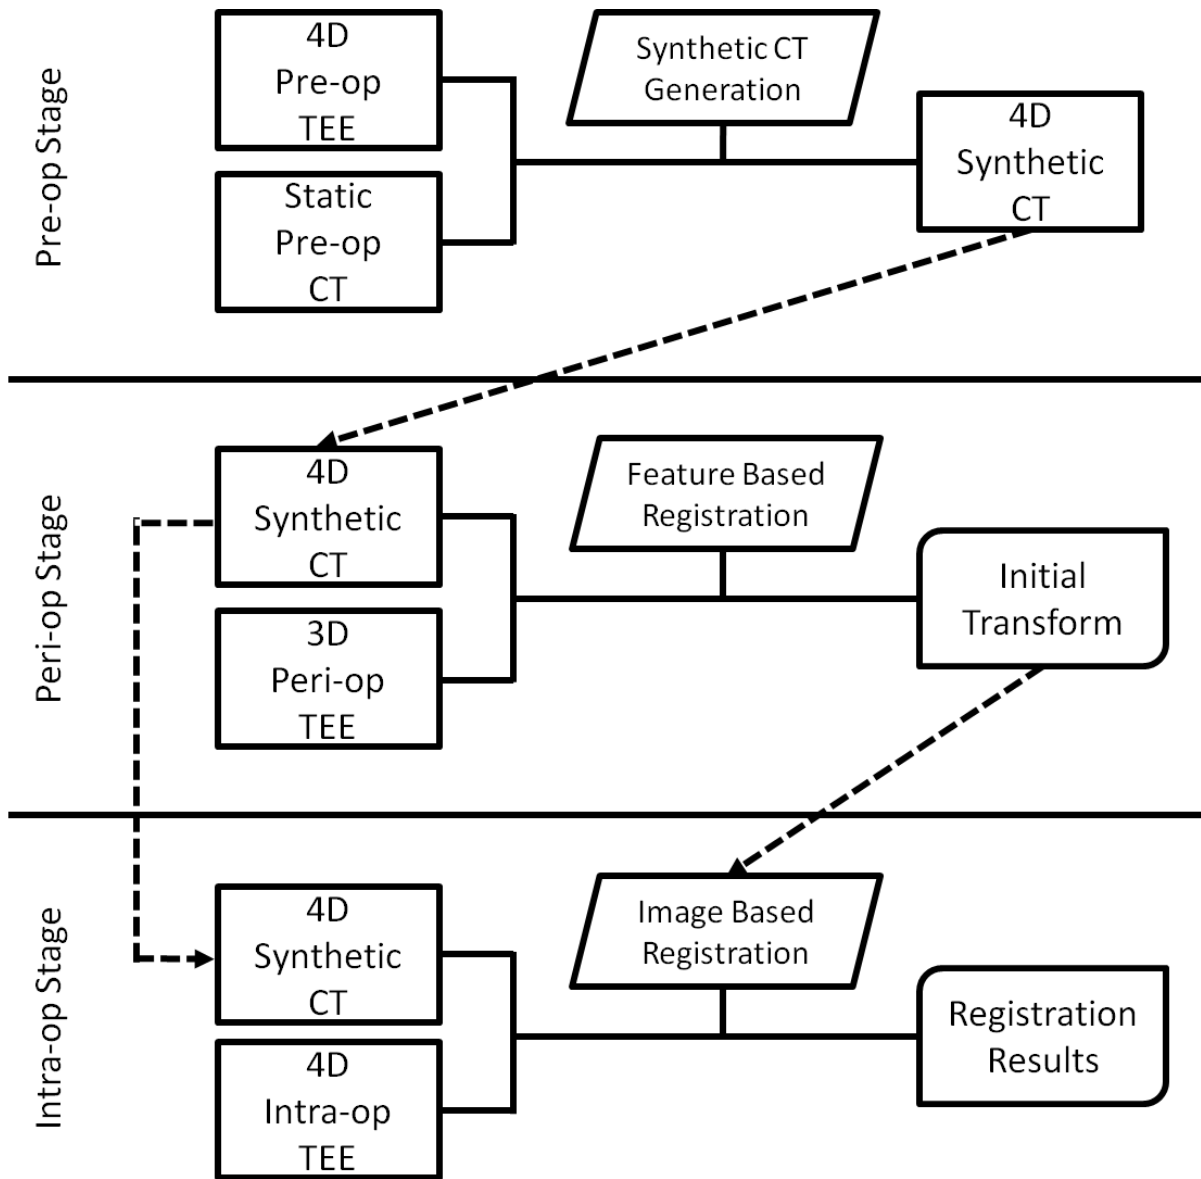 Pre-op Stage
4D
Pre-op
TEE
Static
Pre-op
CT
Synthetic CT
Generation
4D
Synthetic
CT
Peri-op Stage
4D
Synthetic
CT
3D
Peri-op
TEE
Feature Based
Registration
Initial
Transform
Intra-op Stage
4D
Synthetic
CT
4D
Intra-op
TEE
Image Based
Registration
Registration
Results